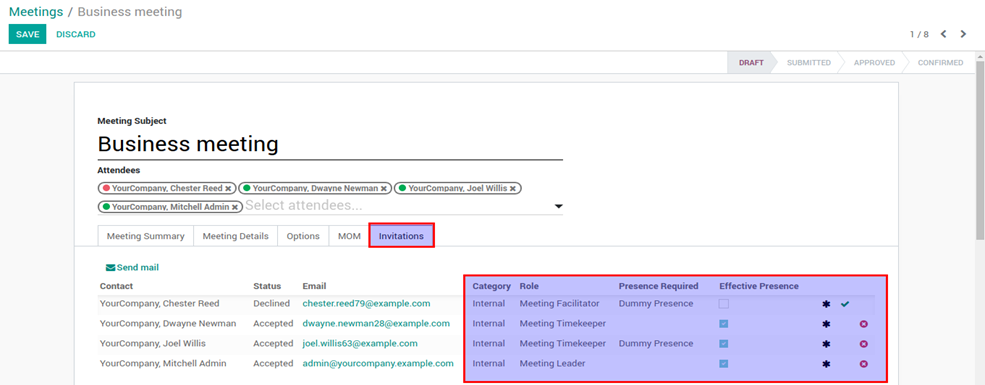 Meetings / Business meeting
SAVE DISCARD 1 / 8
DRAFT SUBMITTED APPROVED CONFIRMED
Meeting Subject
Business meeting
Attendees
YourCompany, Chester Reed YourCompany, Dwayne Newman YourCompany, Joel Willis
YourCompany, Mitchell Admin Select attendees...
Meeting Summary Meeting Details Options MOM Invitations
Send mail
Contact Status Email Category Role Presence Required Effective Presence
YourCompany, Chester Reed Declined chester.reed79@example.com Internal Meeting Facilitator Dummy Presence
YourCompany, Dwayne Newman Accepted dwayne.newman28@example.com Internal Meeting Timekeeper
YourCompany, Joel Willis Accepted joel.willis63@example.com Internal Meeting Timekeeper Dummy Presence
YourCompany, Mitchell Admin Accepted admin@yourcompany.example.com Internal Meeting Leader